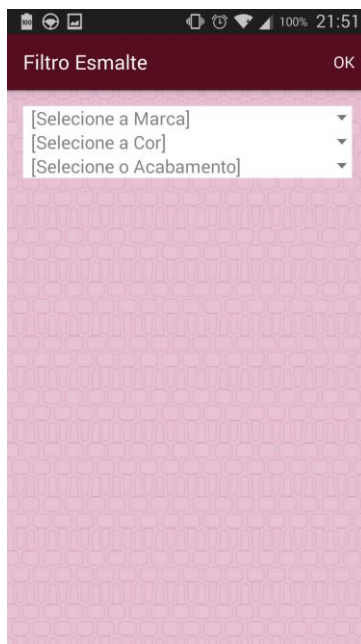 100% 21:51
Filtro Esmalte OK
[Selecione a Marca]
[Selecione a Cor]
[Selecione o Acabamento]